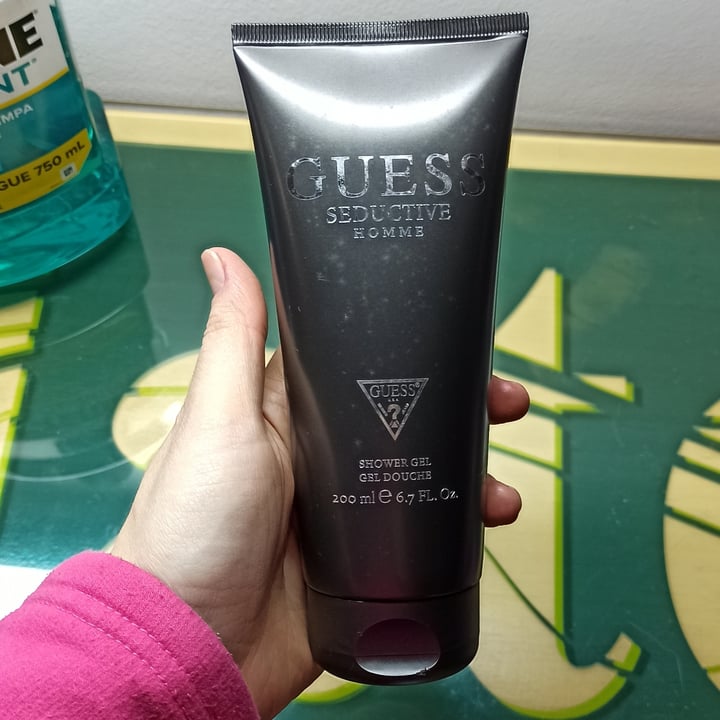 NE
NT®
MPA
GUE 750 mL
GUESS
SEDUCTIVE
HOMME
GUESS®
U.S.A.
?
SHOWER GEL
GEL DOUCHE
200 ml ℮ 6.7 FL. Oz.